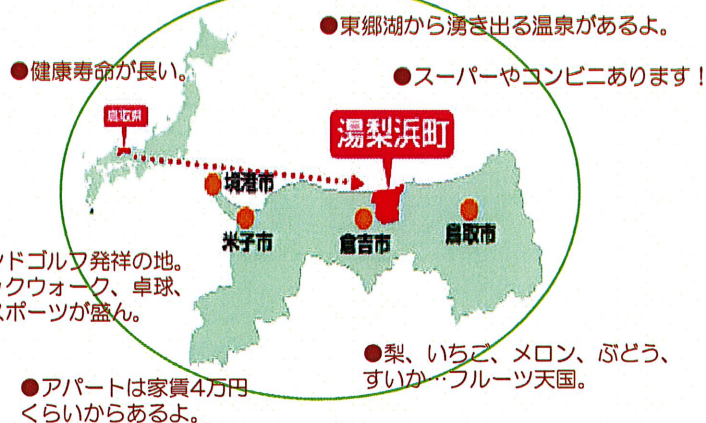 ●東郷湖から湧き出る温泉があるよ。
●健康寿命が長い。
●スーパーやコンビニあります！
鳥取県
湯梨浜町
境港市
米子市
倉吉市
鳥取市
ンドゴルフ発祥の地。
ックウォーク、卓球、
スポーツが盛ん。
●梨、いちご、メロン、ぶどう、
すいか…フルーツ天国。
●アパートは家賃4万円
くらいからあるよ。